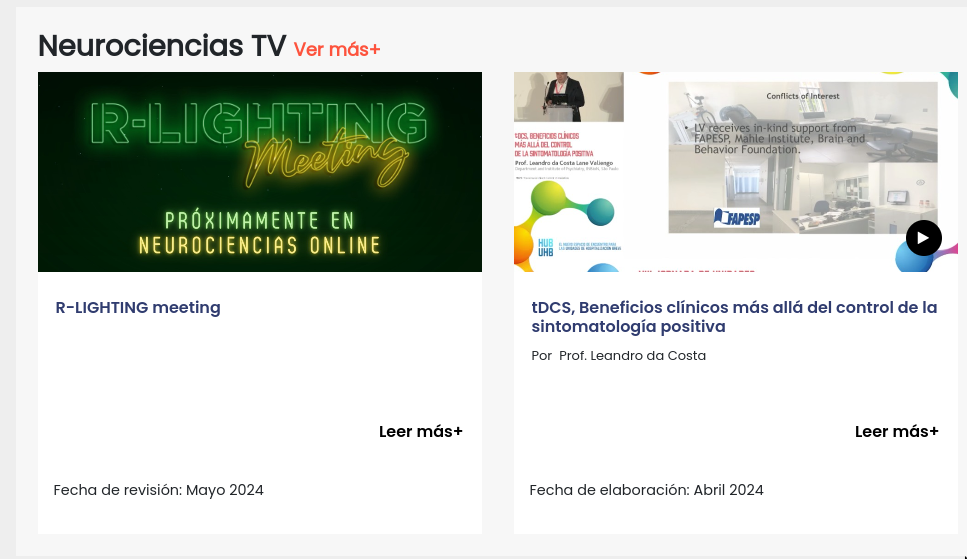 Neurociencias TV Ver más+
R-LIGHTING
Meeting
PRÓXIMAMENTE EN
NEUROCIENCIAS ONLINE
R-LIGHTING meeting
Leer más+
Fecha de revisión: Mayo 2024
tDCS, BENEFICIOS CLÍNICOS
MÁS ALLÁ DEL CONTROL
DE LA SINTOMATOLOGÍA POSITIVA
Prof. Leandro da Costa Lane Valiengo
Conflicts of Interest
• LV receives in-kind support from
FAPESP, Mahle Institute, Brain and
Behavior Foundation.
FAPESP
HUB
UHB
tDCS, Beneficios clínicos más allá del control de la
sintomatología positiva
Por Prof. Leandro da Costa
Leer más+
Fecha de elaboración: Abril 2024